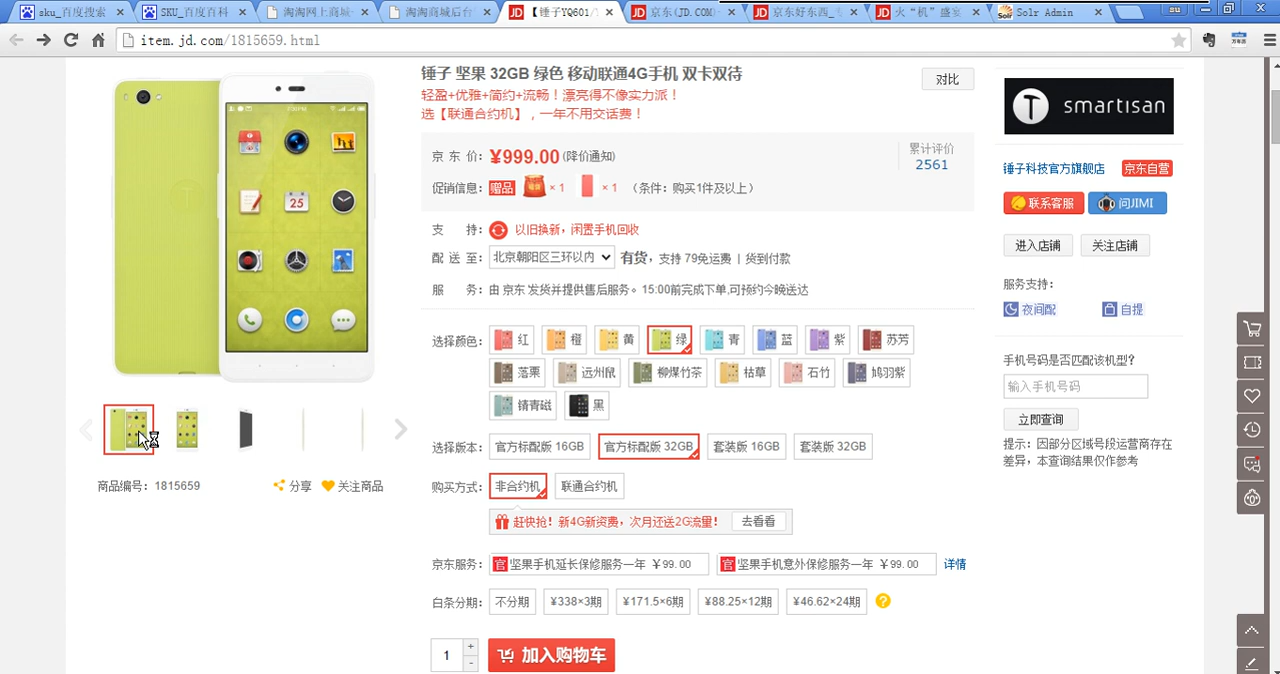 sku_百度搜
SKU_百度百科
淘淘网上商城
淘淘商城后台
【锤子YQ601/
京东(JD.COM)-
京东好东西_
火“机”盛宴
Solr Admin
su
item.jd.com/1815659.html
锤子 坚果 32GB 绿色 移动联通4G手机 双卡双待
轻盈+优雅+简约+流畅！漂亮得不像实力派！
选【联通合约机】，一年不用交话费！
对比
京 东 价： ¥999.00 (降价通知)
累计评价
2561
促销信息： 赠品 × 1 × 1 （条件：购买1件及以上）
支 持： 以旧换新，闲置手机回收
配 送 至： 北京朝阳区三环以内 有货，支持 79免运费 | 货到付款
服 务： 由 京东 发货并提供售后服务。15:00前完成下单,可预约今晚送达
选择颜色： 红 橙 黄 绿 青 蓝 紫 苏芳
落栗 远州鼠 柳煤竹茶 枯草 石竹 鸠羽紫
锖青磁 黑
选择版本： 官方标配版 16GB 官方标配版 32GB 套装版 16GB 套装版 32GB
购买方式： 非合约机 联通合约机
赶快抢！新4G新资费，次月还送2G流量！ 去看看
京东服务： 官 坚果手机延长保修服务一年 ￥99.00 官 坚果手机意外保修服务一年 ￥99.00 详情
白条分期： 不分期 ¥338×3期 ¥171.5×6期 ¥88.25×12期 ¥46.62×24期 ?
1 + - 加入购物车
商品编号：1815659 分享 关注商品
smartisan
锤子科技官方旗舰店 京东自营
联系客服 问JIMI
进入店铺 关注店铺
服务支持：
夜间配 自提
手机号码是否匹配该机型？
输入手机号码
立即查询
提示：因部分区域号段运营商存在
差异，本查询结果仅作参考